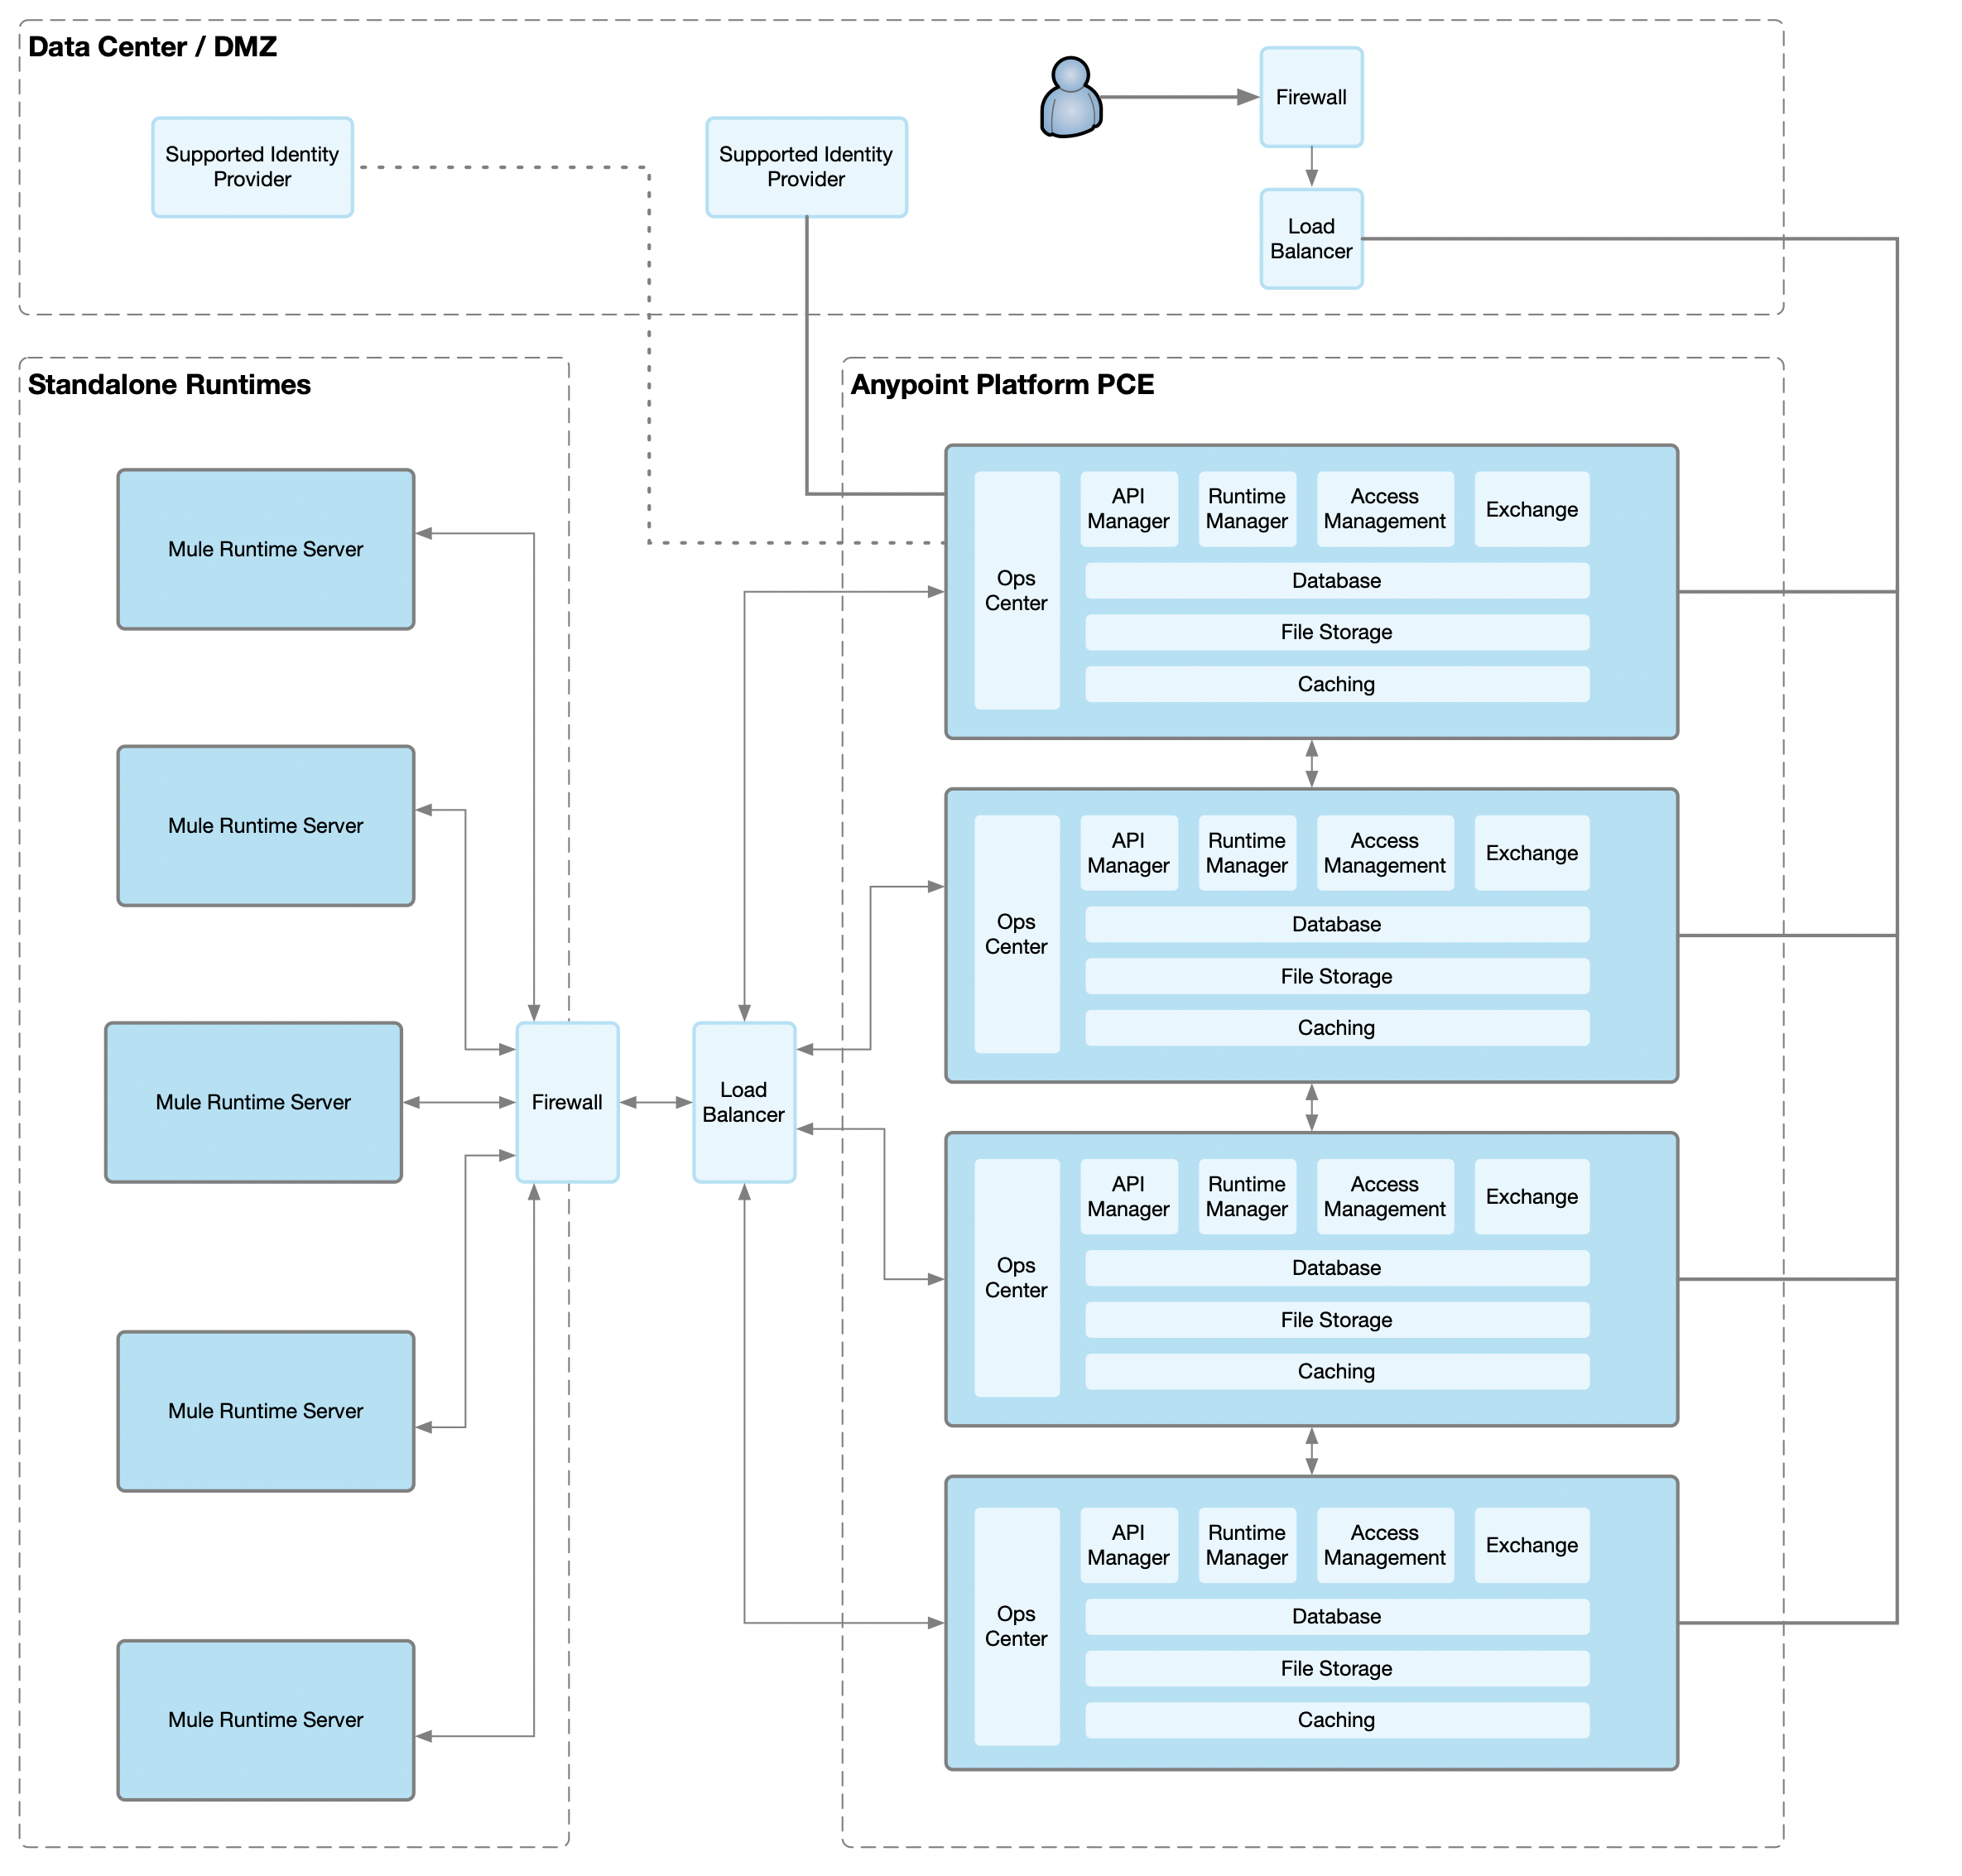 Data Center / DMZ
Supported Identity
Provider
Supported Identity
Provider
Firewall
Load
Balancer
Standalone Runtimes
Mule Runtime Server
Mule Runtime Server
Mule Runtime Server
Mule Runtime Server
Mule Runtime Server
Firewall
Load
Balancer
Anypoint Platform PCE
Ops
Center
API
Manager
Runtime
Manager
Access
Management
Exchange
Database
File Storage
Caching
Ops
Center
API
Manager
Runtime
Manager
Access
Management
Exchange
Database
File Storage
Caching
Ops
Center
API
Manager
Runtime
Manager
Access
Management
Exchange
Database
File Storage
Caching
Ops
Center
API
Manager
Runtime
Manager
Access
Management
Exchange
Database
File Storage
Caching